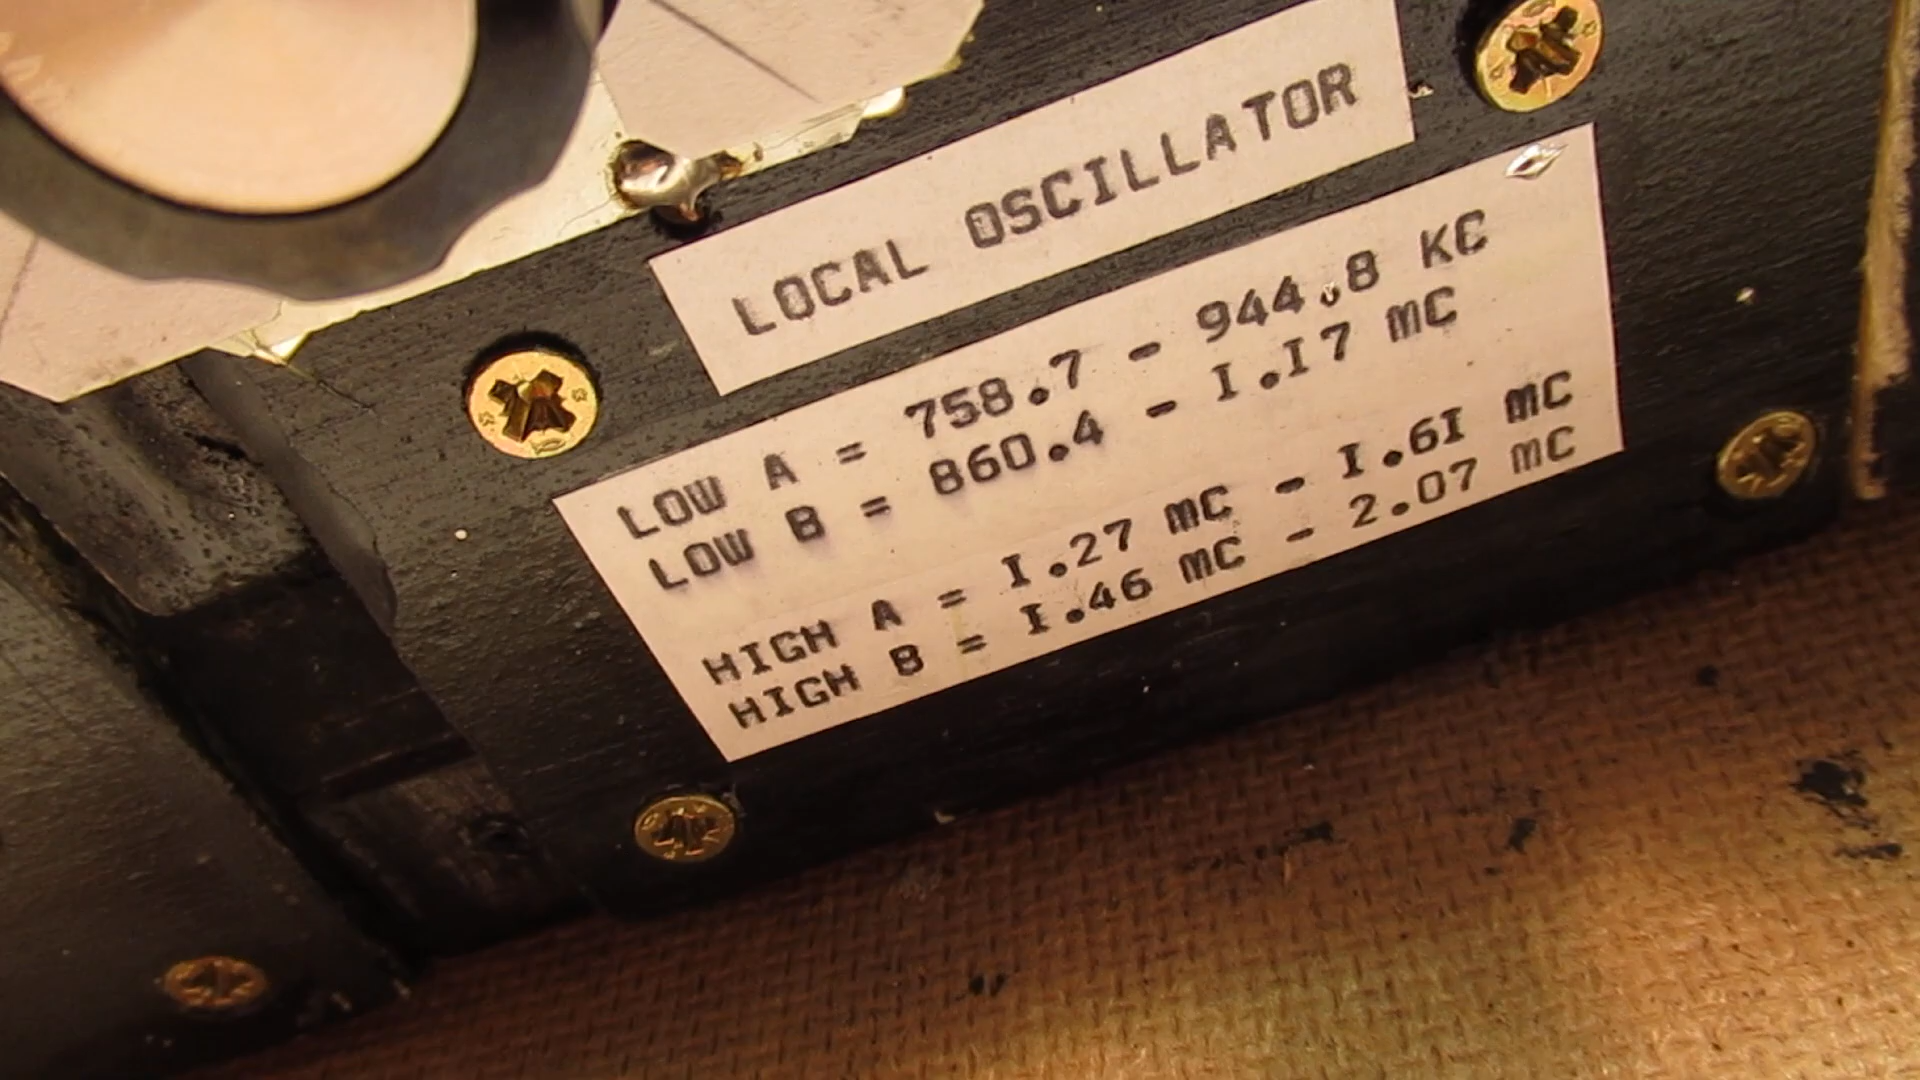 LOCAL OSCILLATOR
LOW A = 758.7 - 944.8 KC
LOW B = 860.4 - I.I7 MC
HIGH A = I.27 MC - I.6I MC
HIGH B = I.46 MC - 2.07 MC